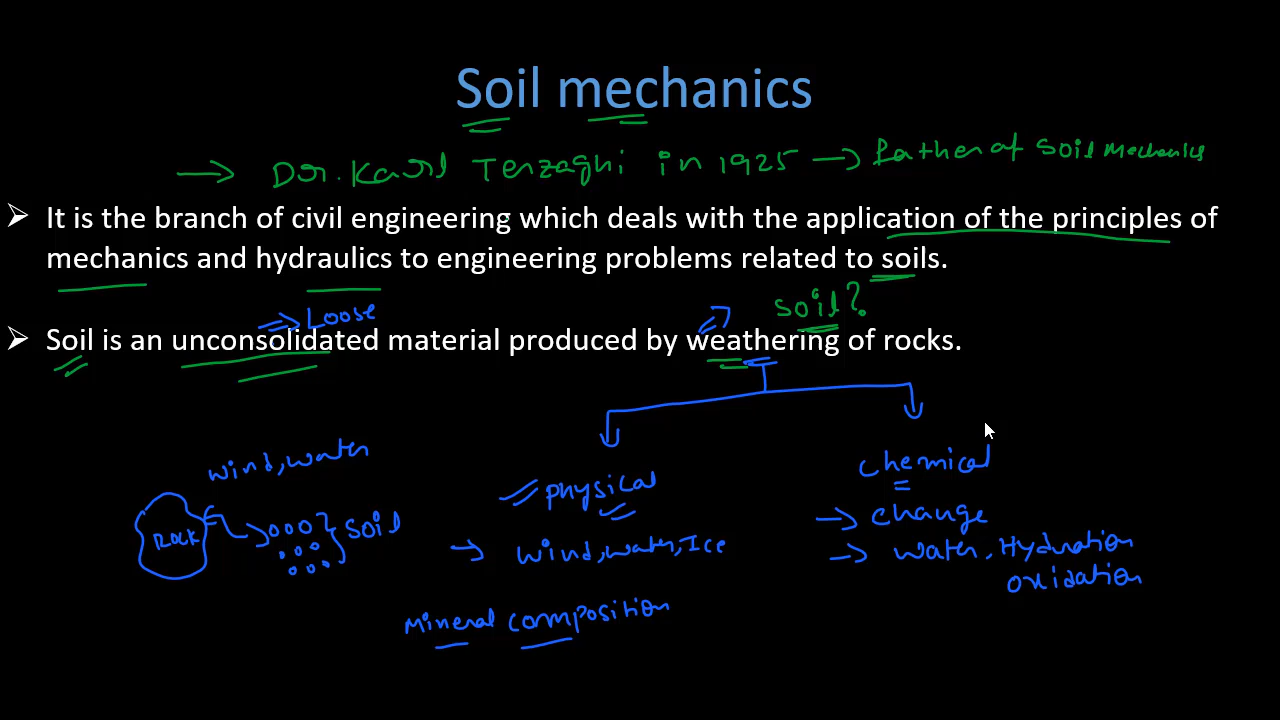 Soil mechanics
→ Dr. Karl Terzaghi in 1925 → Father of Soil Mechanics
➢ It is the branch of civil engineering which deals with the application of the principles of
mechanics and hydraulics to engineering problems related to soils.
⇒ Loose
soil?
➢ Soil is an unconsolidated material produced by weathering of rocks.
wind, water
Rock
soil
physical
→ wind, water, Ice
mineral composition
chemical
→ change
→ water, Hydration
oxidation